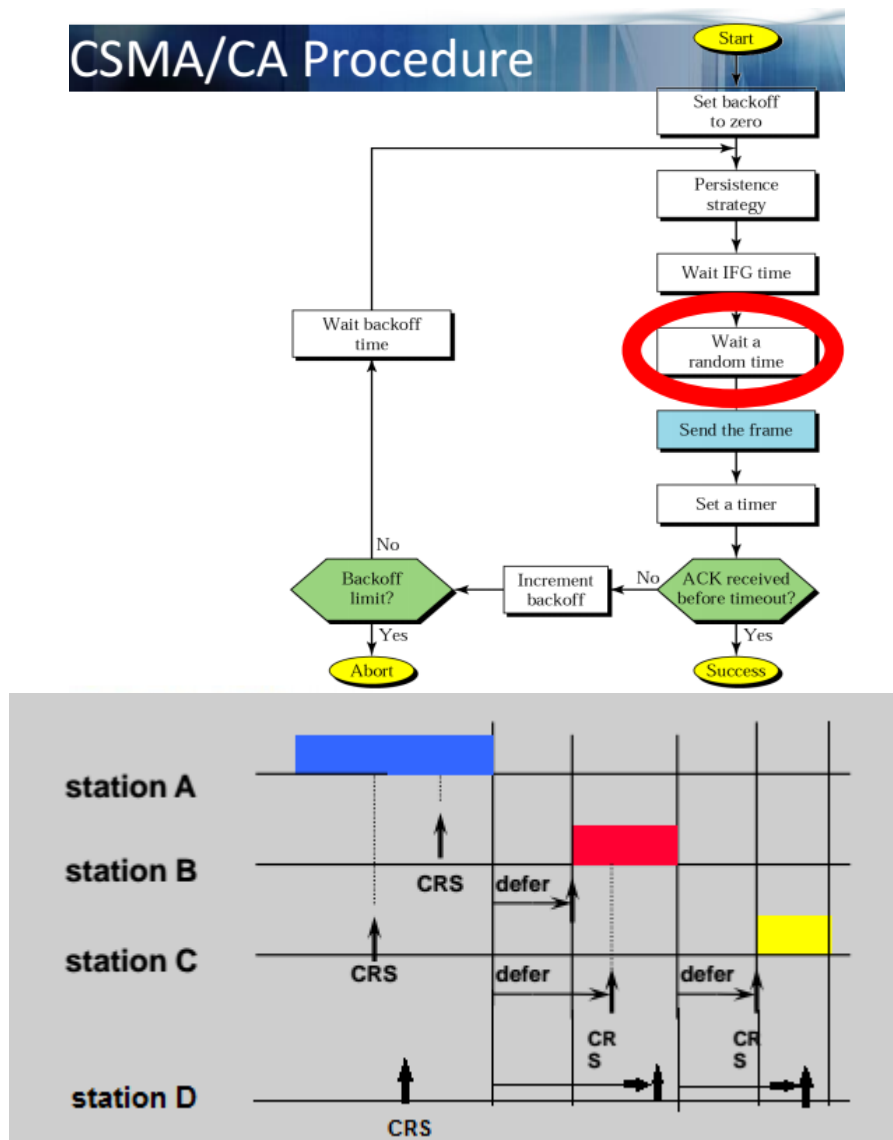 CSMA/CA Procedure
Start
Set backoff
to zero
Persistence
strategy
Wait IFG time
Wait backoff
time
Wait a
random time
Send the frame
Set a timer
No
Backoff
limit?
Increment
backoff
No
ACK received
before timeout?
Yes
Yes
Abort
Success
station A
station B
CRS
defer
station C
CRS
defer
defer
CR
S
CR
S
station D
CRS